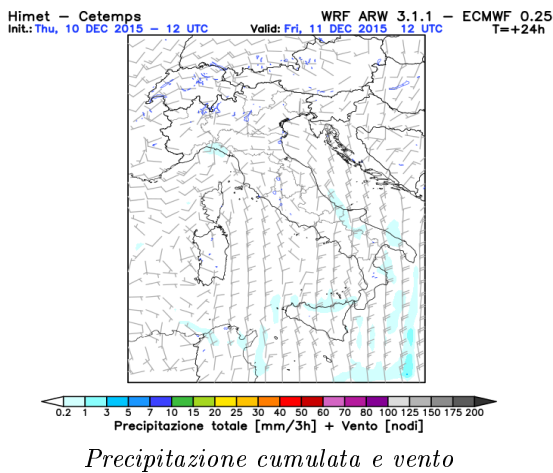 Himet – Cetemps WRF ARW 3.1.1 – ECMWF 0.25
Init.: Thu, 10 DEC 2015 – 12 UTC Valid: Fri, 11 DEC 2015 12 UTC T=+24h
0.2 1 3 5 7 10 15 20 25 30 40 50 60 70 80 100 125 150 175 200
Precipitazione totale [mm/3h] + Vento [nodi]
Precipitazione cumulata e vento